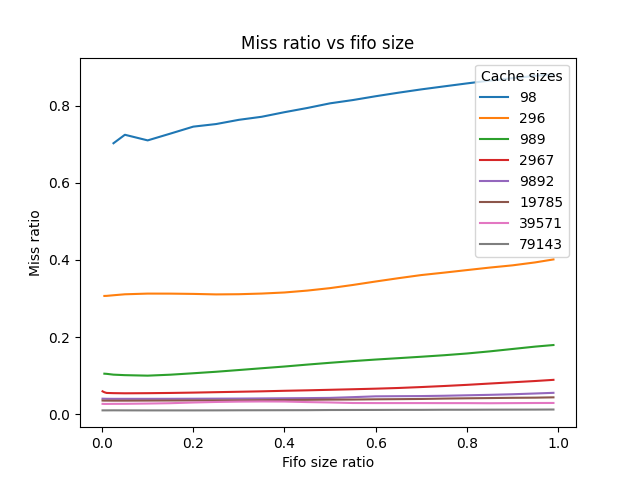 Miss ratio vs fifo size
Cache sizes
98
296
989
2967
9892
19785
39571
79143
Miss ratio
0.8
0.6
0.4
0.2
0.0
0.0 0.2 0.4 0.6 0.8 1.0
Fifo size ratio